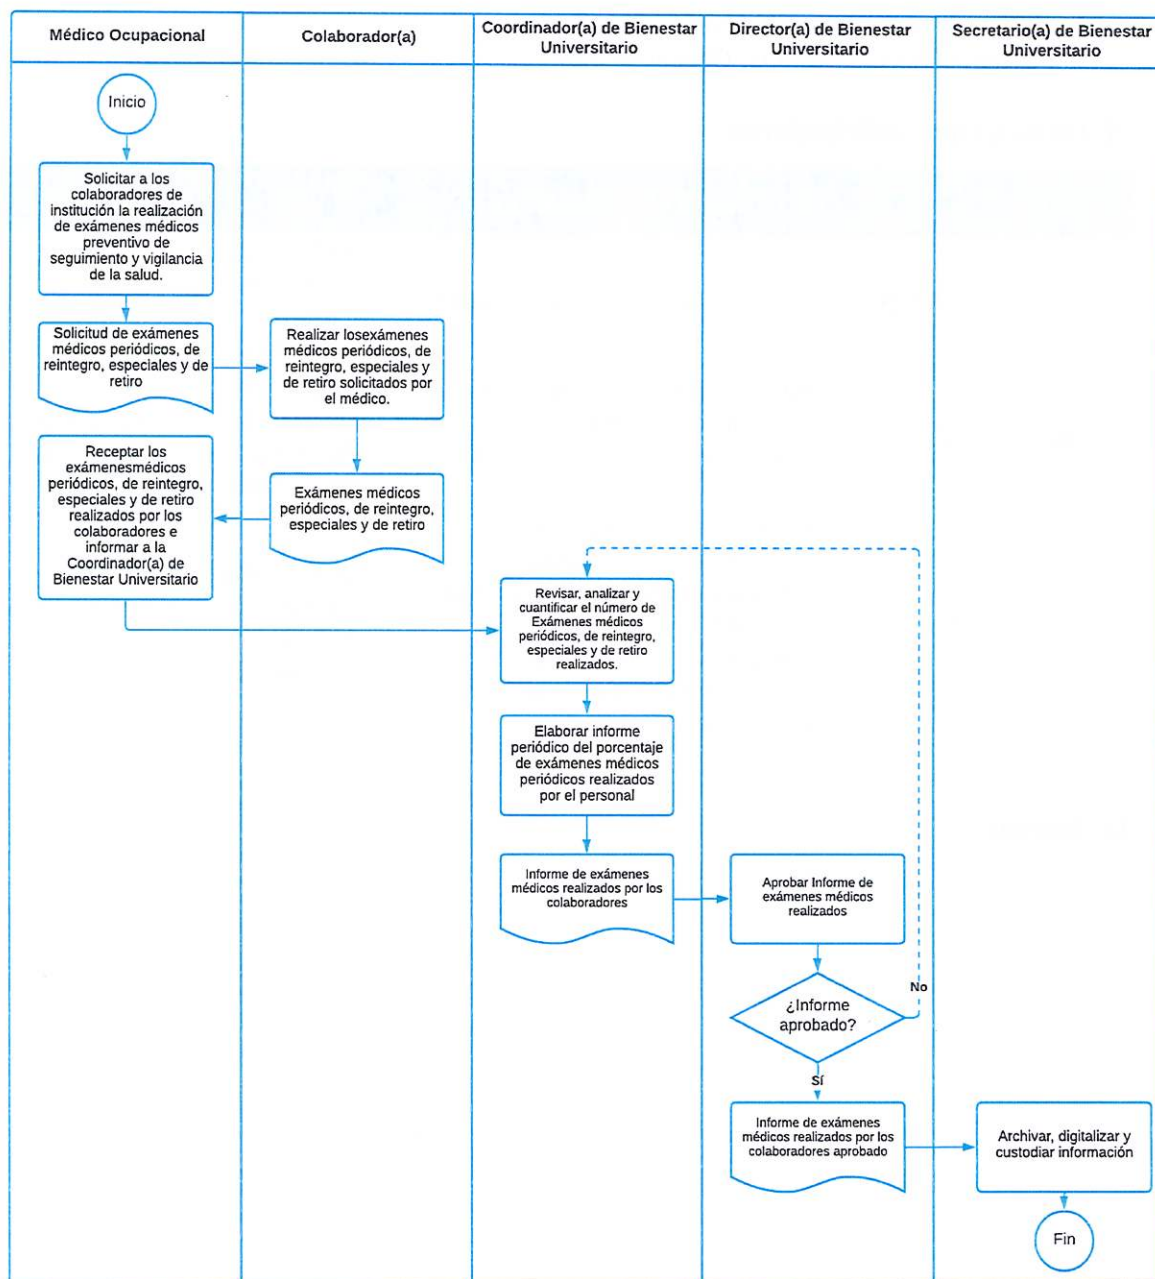 Médico Ocupacional
Colaborador(a)
Coordinador(a) de Bienestar
Universitario
Director(a) de Bienestar
Universitario
Secretario(a) de Bienestar
Universitario
Inicio
Solicitar a los
colaboradores de
institución la realización
de exámenes médicos
preventivo de
seguimiento y vigilancia
de la salud.
Solicitud de exámenes
médicos periódicos, de
reintegro, especiales y de
retiro
Realizar losexámenes
médicos periódicos, de
reintegro, especiales y
de retiro solicitados por
el médico.
Receptar los
exámenesmédicos
periódicos, de reintegro,
especiales y de retiro
realizados por los
colaboradores e
informar a la
Coordinador(a) de
Bienestar Universitario
Exámenes médicos
periódicos, de reintegro,
especiales y de retiro
Revisar, analizar y
cuantificar el número de
Exámenes médicos
periódicos, de reintegro,
especiales y de retiro
realizados.
Elaborar informe
periódico del porcentaje
de exámenes médicos
periódicos realizados
por el personal
Informe de exámenes
médicos realizados por los
colaboradores
Aprobar Informe de
exámenes médicos
realizados
¿Informe
aprobado?
No
Sí
Informe de exámenes
médicos realizados por los
colaboradores aprobado
Archivar, digitalizar y
custodiar información
Fin